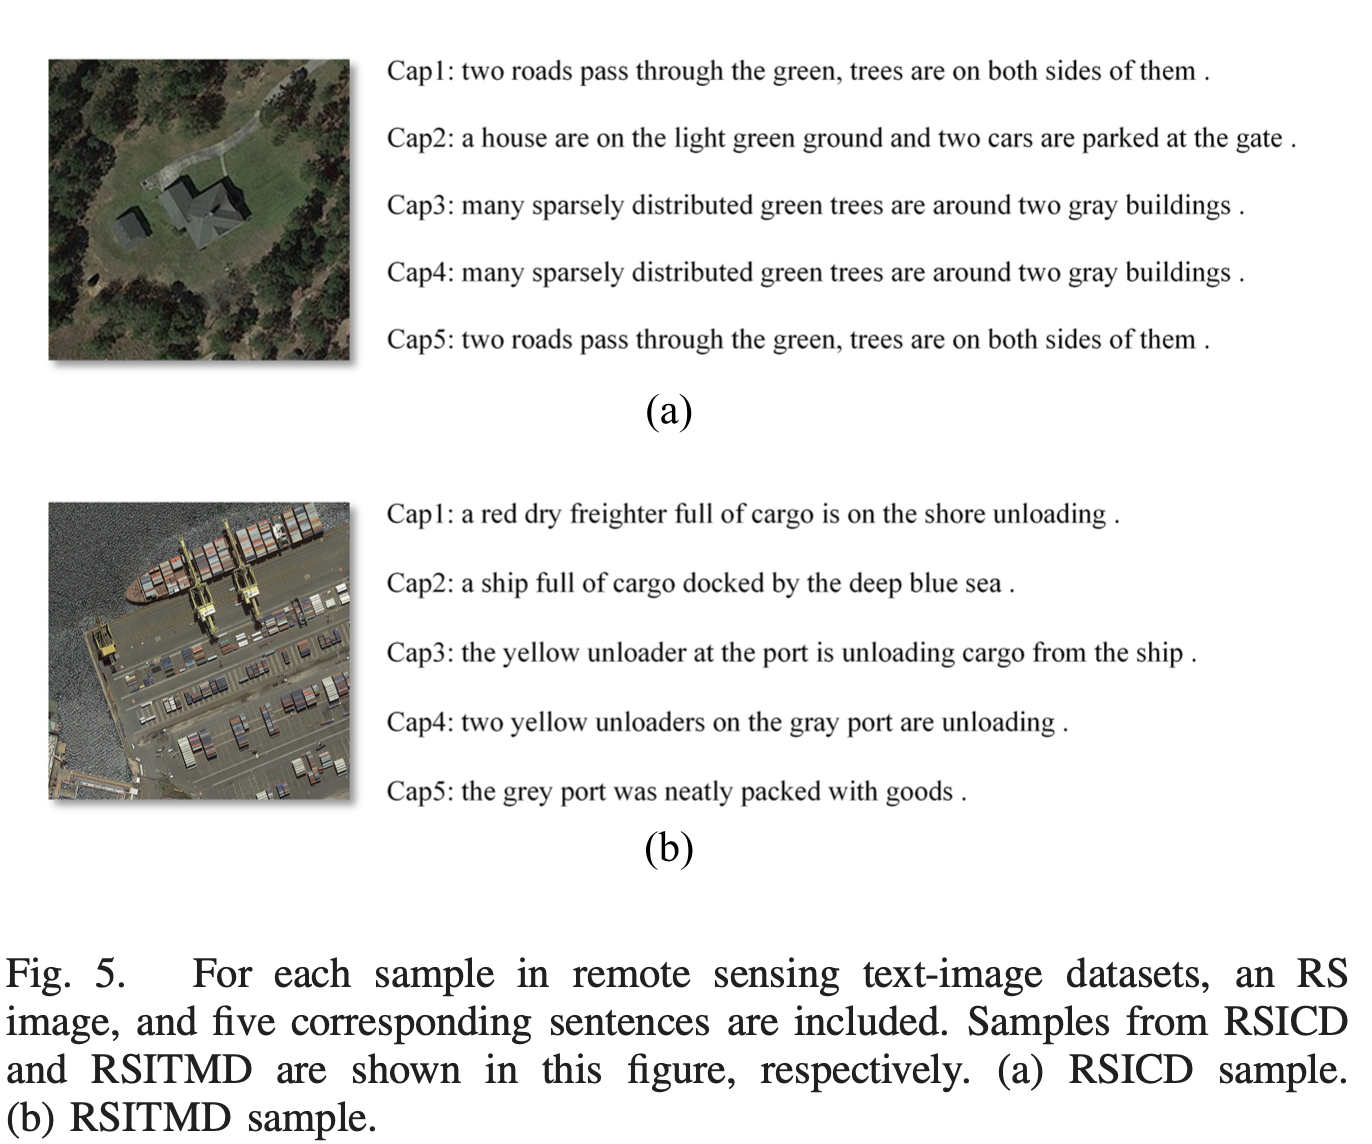 Cap1: two roads pass through the green, trees are on both sides of them .
Cap2: a house are on the light green ground and two cars are parked at the gate .
Cap3: many sparsely distributed green trees are around two gray buildings .
Cap4: many sparsely distributed green trees are around two gray buildings .
Cap5: two roads pass through the green, trees are on both sides of them .
(a)
Cap1: a red dry freighter full of cargo is on the shore unloading .
Cap2: a ship full of cargo docked by the deep blue sea .
Cap3: the yellow unloader at the port is unloading cargo from the ship .
Cap4: two yellow unloaders on the gray port are unloading .
Cap5: the grey port was neatly packed with goods .
(b)
Fig. 5. For each sample in remote sensing text-image datasets, an RS
image, and five corresponding sentences are included. Samples from RSICD
and RSITMD are shown in this figure, respectively. (a) RSICD sample.
(b) RSITMD sample.